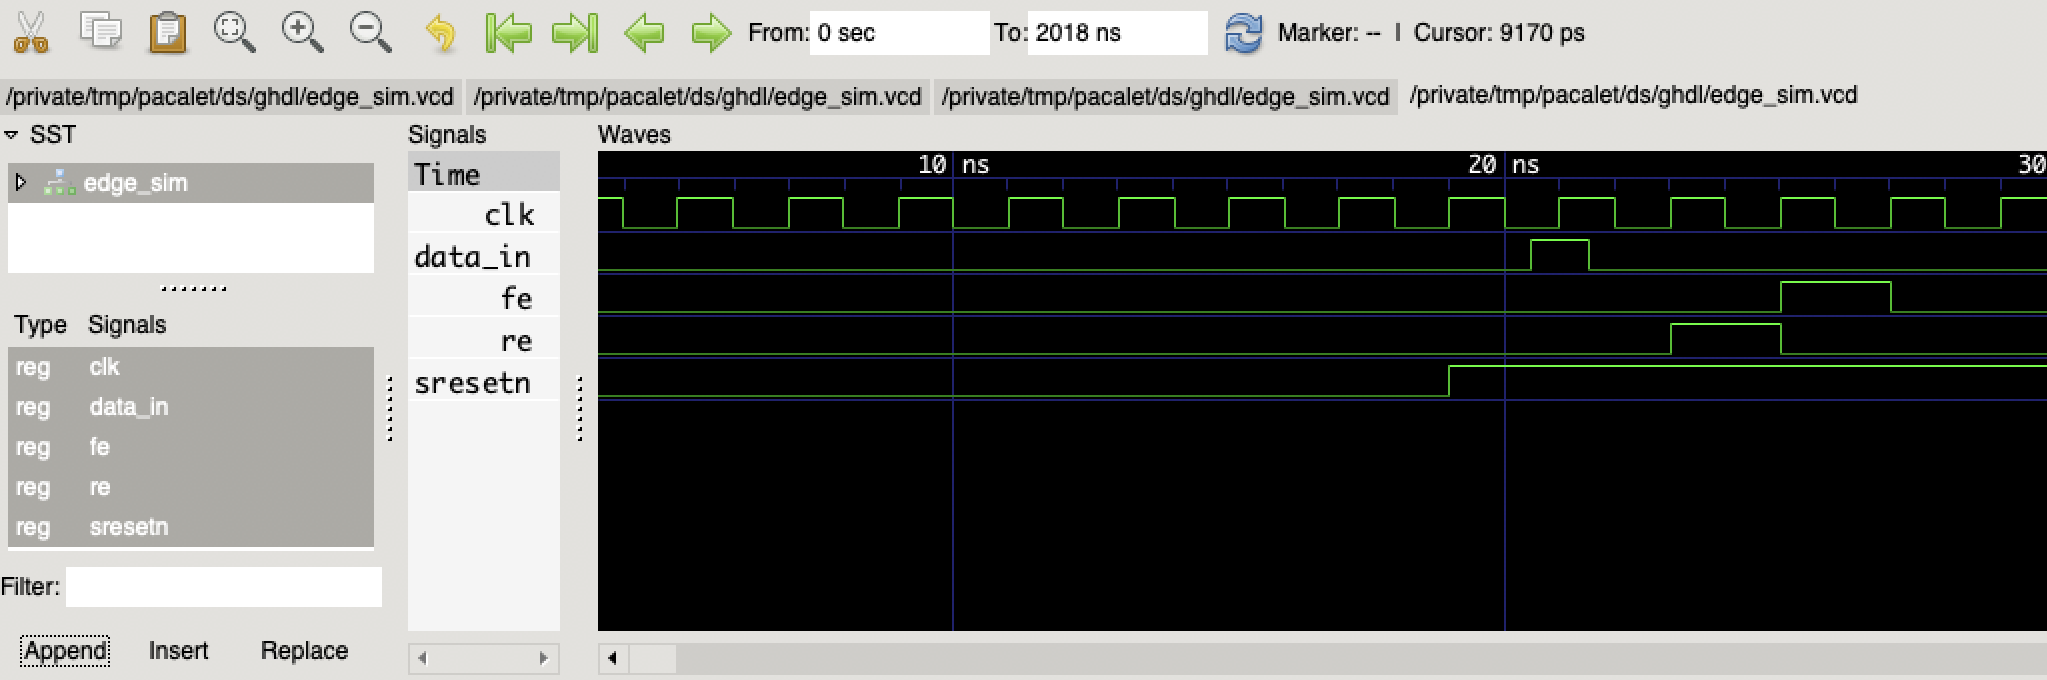 From: 0 sec To: 2018 ns Marker: -- | Cursor: 9170 ps
/private/tmp/pacalet/ds/ghdl/edge_sim.vcd /private/tmp/pacalet/ds/ghdl/edge_sim.vcd /private/tmp/pacalet/ds/ghdl/edge_sim.vcd /private/tmp/pacalet/ds/ghdl/edge_sim.vcd
SST
edge_sim
Type Signals
reg clk
reg data_in
reg fe
reg re
reg sresetn
Filter:
Append Insert Replace
Signals
Time
clk
data_in
fe
re
sresetn
Waves
10 ns 20 ns 30